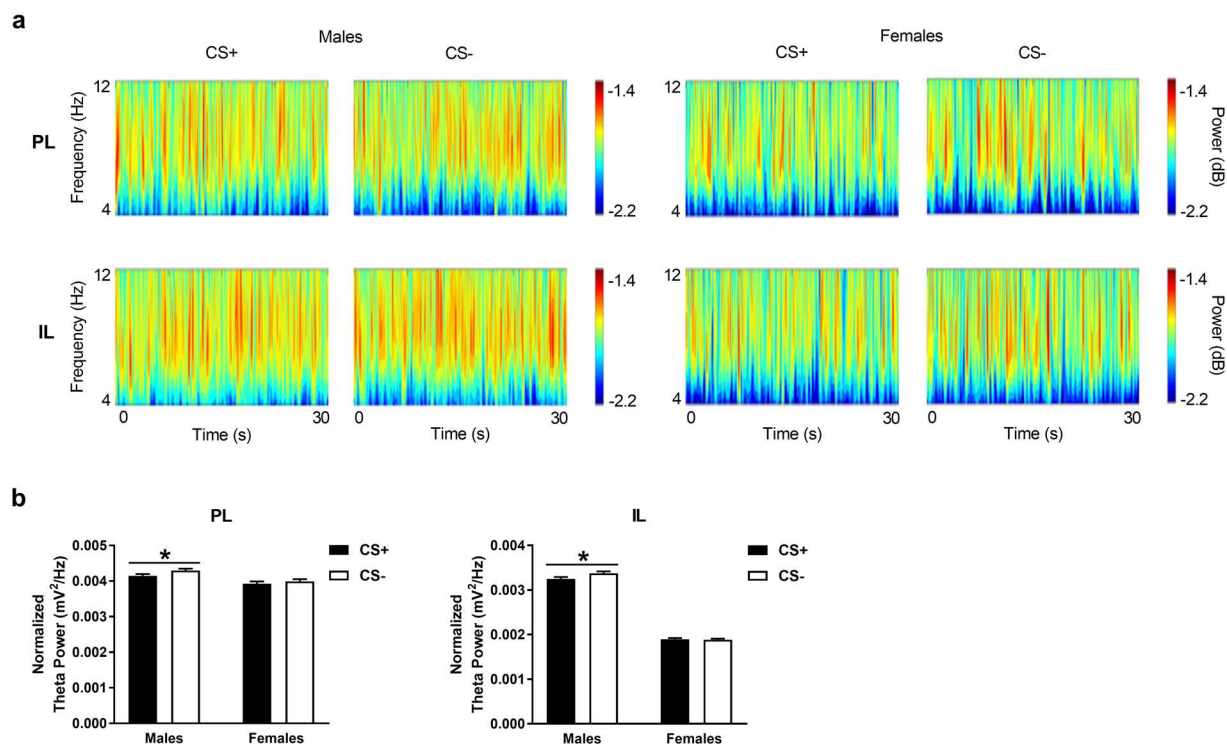 a
Males
Females
CS+
CS-
CS+
CS-
PL
Frequency (Hz)
12
4
-1.4
-2.2
12
4
-1.4
-2.2
Power (dB)
IL
Frequency (Hz)
12
4
0
30
Time (s)
0
30
Time (s)
-1.4
-2.2
12
4
0
30
Time (s)
0
30
Time (s)
-1.4
-2.2
Power (dB)
b
PL
Normalized
Theta Power (mV²/Hz)
0.005
0.004
0.003
0.002
0.001
0.000
*
Males
Females
CS+
CS-
IL
Normalized
Theta Power (mV²/Hz)
0.004
0.003
0.002
0.001
0.000
*
Males
Females
CS+
CS-